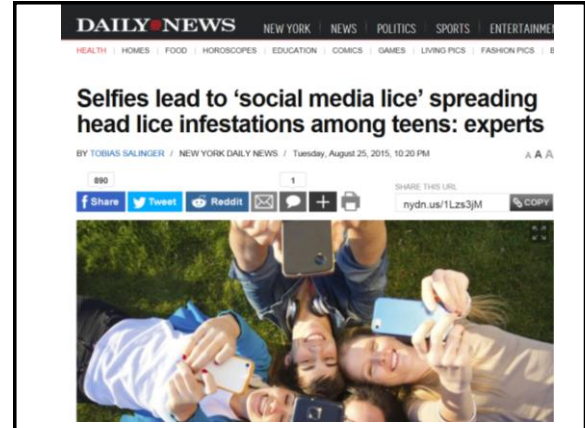 DAILY NEWS NEW YORK NEWS POLITICS SPORTS ENTERTAINME
HEALTH HOMES FOOD HOROSCOPES EDUCATION COMICS GAMES LIVING PICS FASHION PICS B
Selfies lead to ‘social media lice’ spreading
head lice infestations among teens: experts
BY TOBIAS SALINGER / NEW YORK DAILY NEWS / Tuesday, August 25, 2015, 10:20 PM A A A
890 1 SHARE THIS URL
f Share Tweet Reddit + nydn.us/1Lzs3jM COPY